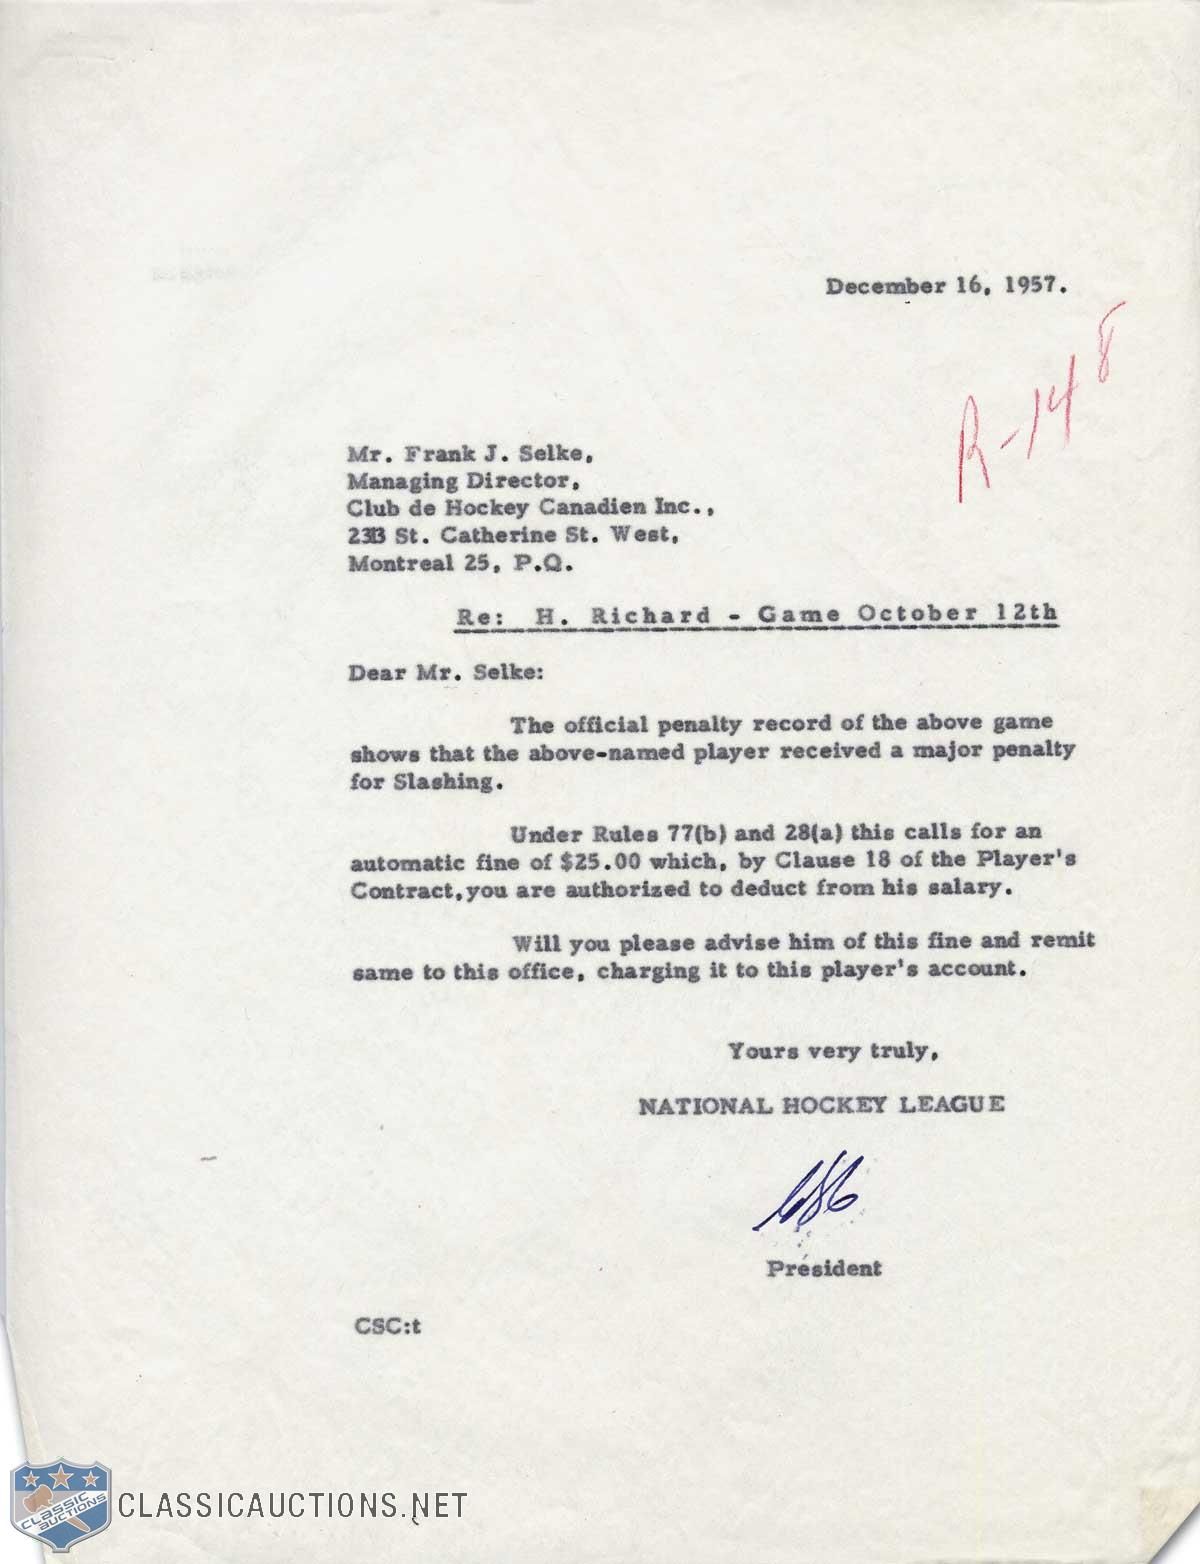 December 16, 1957.
R-148
Mr. Frank J. Selke,
Managing Director,
Club de Hockey Canadien Inc.,
2313 St. Catherine St. West,
Montreal 25, P.Q.
Re: H. Richard - Game October 12th
Dear Mr. Selke:
The official penalty record of the above game
shows that the above-named player received a major penalty
for Slashing.
Under Rules 77(b) and 28(a) this calls for an
automatic fine of $25.00 which, by Clause 18 of the Player's
Contract,you are authorized to deduct from his salary.
Will you please advise him of this fine and remit
same to this office, charging it to this player's account.
Yours very truly,
NATIONAL HOCKEY LEAGUE
President
CSC:t
CLASSIC AUCTIONS
CLASSICAUCTIONS.NET